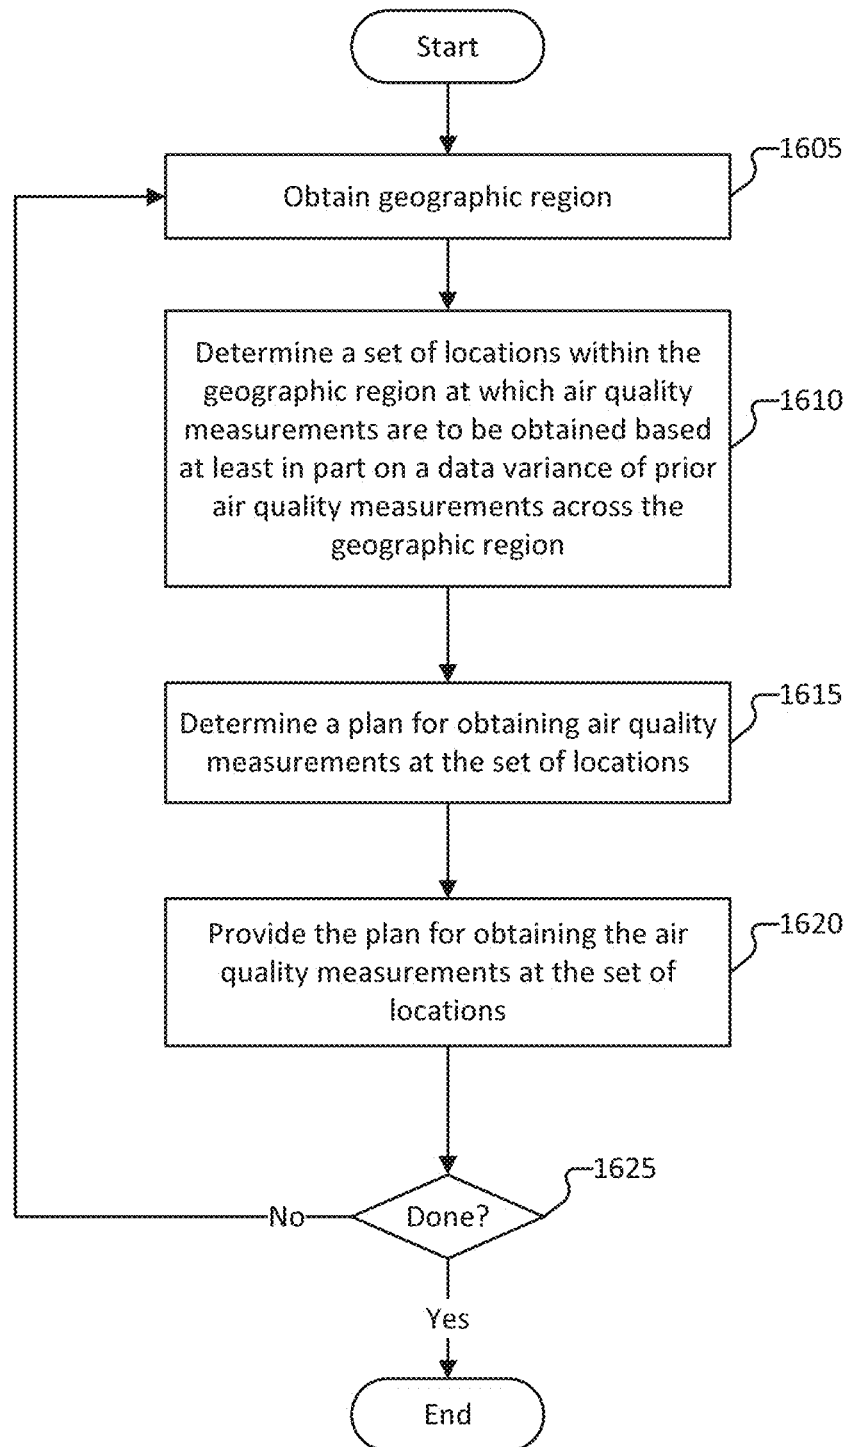 Start
1605
Obtain geographic region
Determine a set of locations within the
geographic region at which air quality
measurements are to be obtained based
at least in part on a data variance of prior
air quality measurements across the
geographic region
1610
1615
Determine a plan for obtaining air quality
measurements at the set of locations
1620
Provide the plan for obtaining the air
quality measurements at the set of
locations
1625
Done?
No
Yes
End